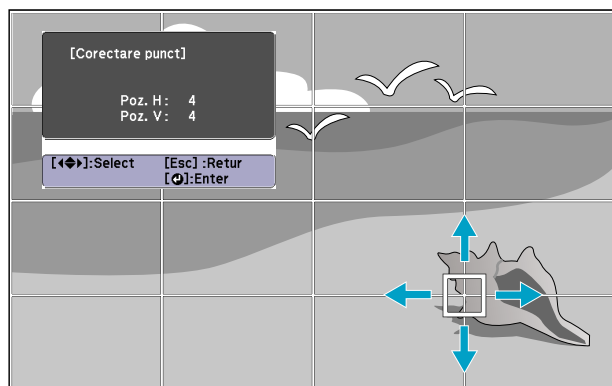 [Corectare punct]
Poz. H: 4
Poz. V: 4
[◀◆▶]:Select [Esc] :Retur
[⏎]:Enter